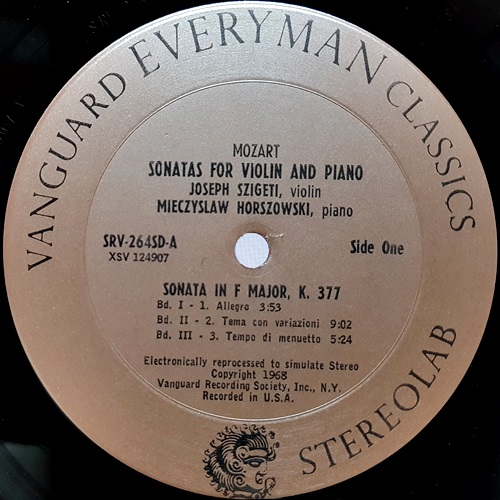 VANGUARD EVERYMAN CLASSICS
MOZART
SONATAS FOR VIOLIN AND PIANO
JOSEPH SZIGETI, violin
MIECZYSLAW HORSZOWSKI, piano
SRV-264SD-A
XSV 124907
Side One
SONATA IN F MAJOR, K. 377
Bd. I - 1. Allegro 3:53
Bd. II - 2. Tema con variazioni 9:02
Bd. III - 3. Tempo di menuetto 5:24
Electronically reprocessed to simulate Stereo
Copyright 1968
Vanguard Recording Society, Inc., N.Y.
Recorded in U.S.A.
STEREOLAB